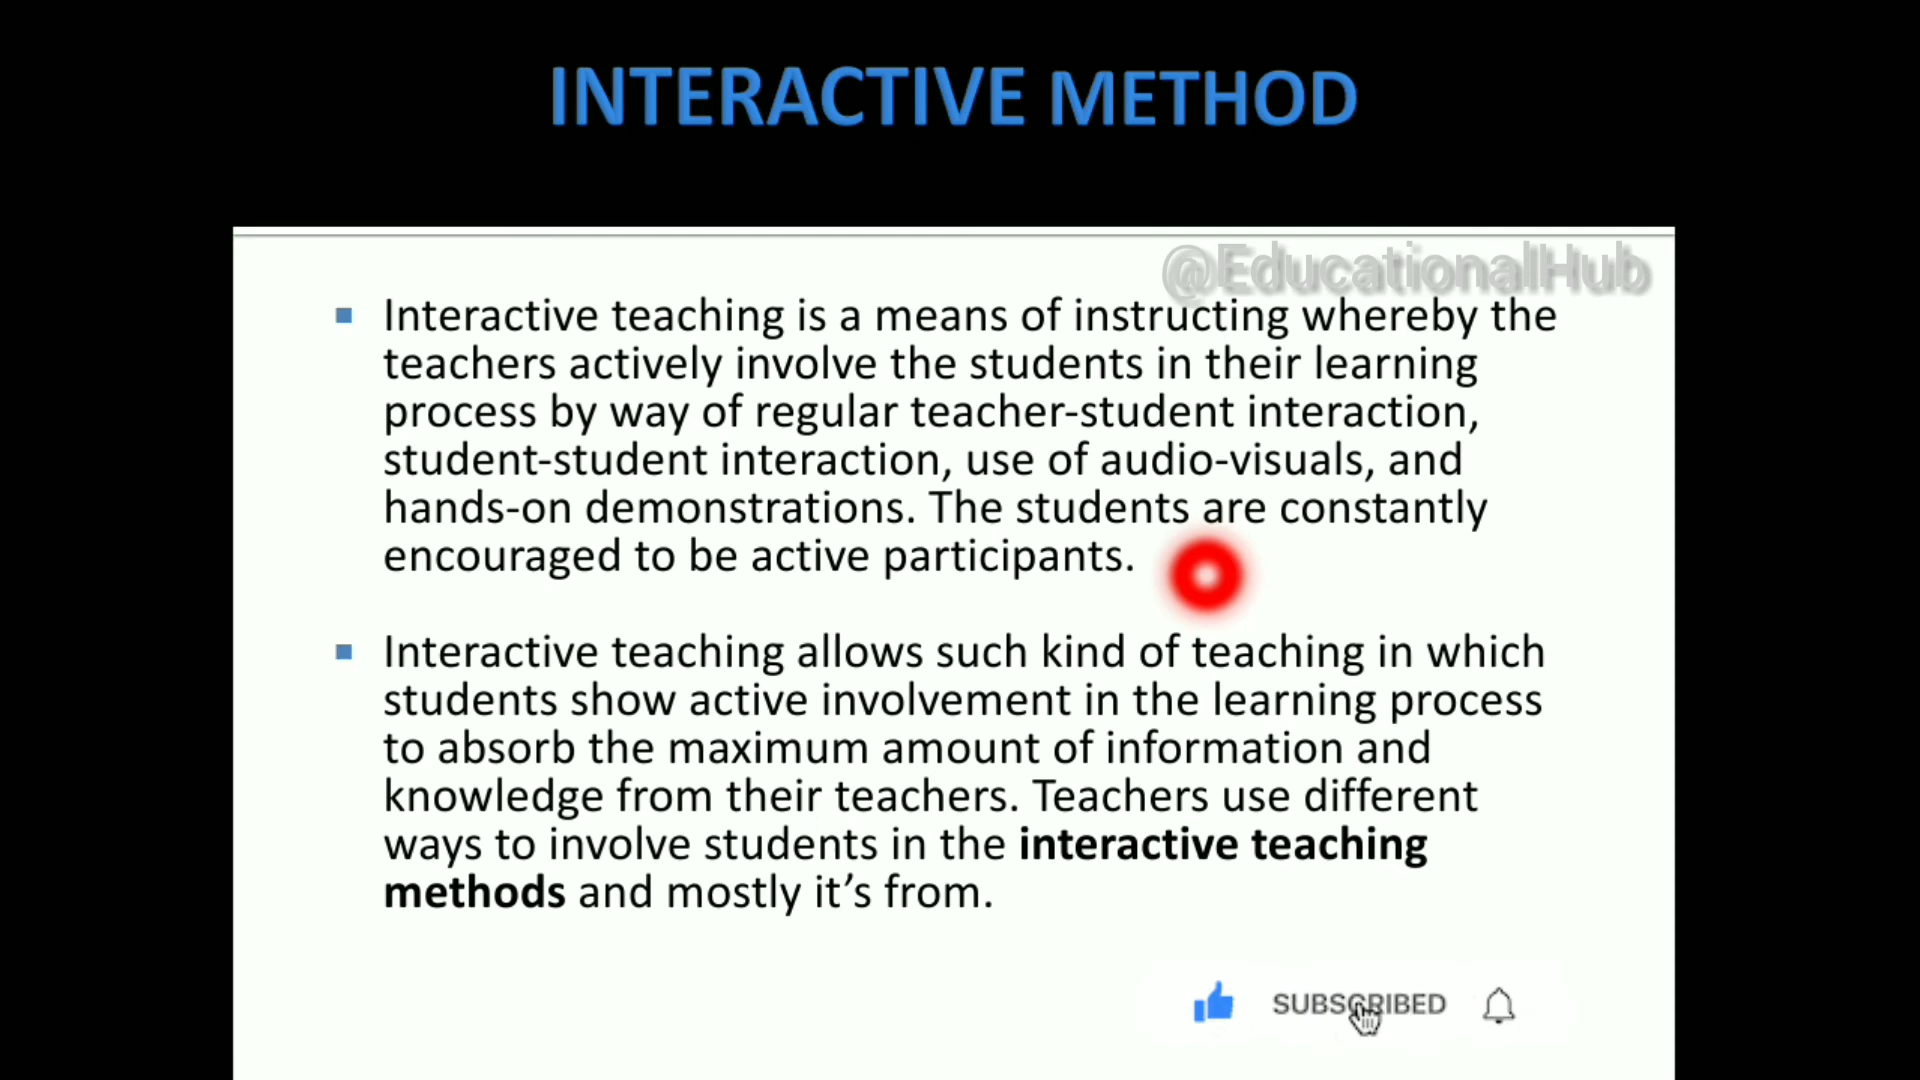 INTERACTIVE METHOD
@EducationalHub
Interactive teaching is a means of instructing whereby the
teachers actively involve the students in their learning
process by way of regular teacher-student interaction,
student-student interaction, use of audio-visuals, and
hands-on demonstrations. The students are constantly
encouraged to be active participants.
Interactive teaching allows such kind of teaching in which
students show active involvement in the learning process
to absorb the maximum amount of information and
knowledge from their teachers. Teachers use different
ways to involve students in the interactive teaching
methods and mostly it’s from.
SUBSCRIBED